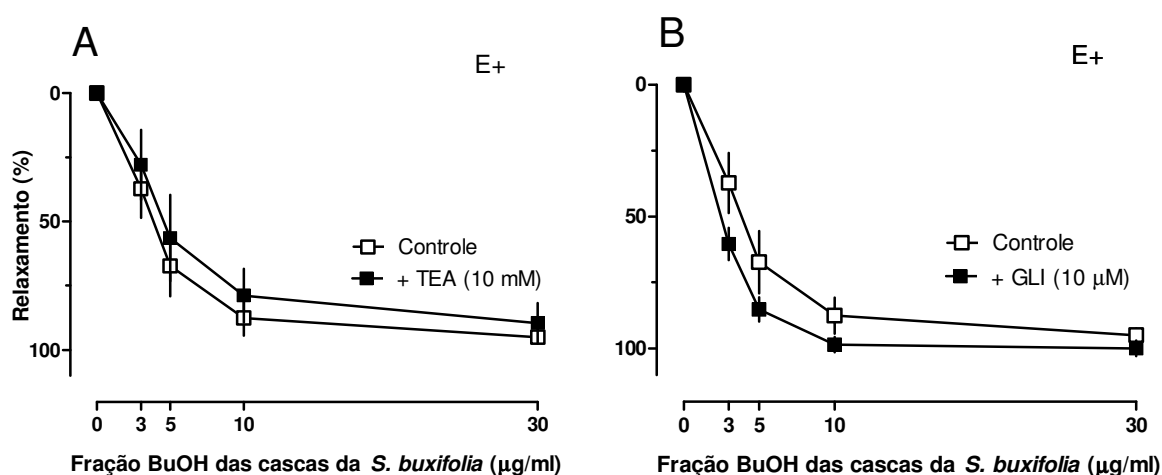 A
E+
0
50
100
Relaxamento (%)
Controle
+ TEA (10 mM)
0 3 5 10 30
Fração BuOH das cascas da S. buxifolia (μg/ml)
B
E+
0
50
100
Controle
+ GLI (10 μM)
0 3 5 10 30
Fração BuOH das cascas da S. buxifolia (μg/ml)